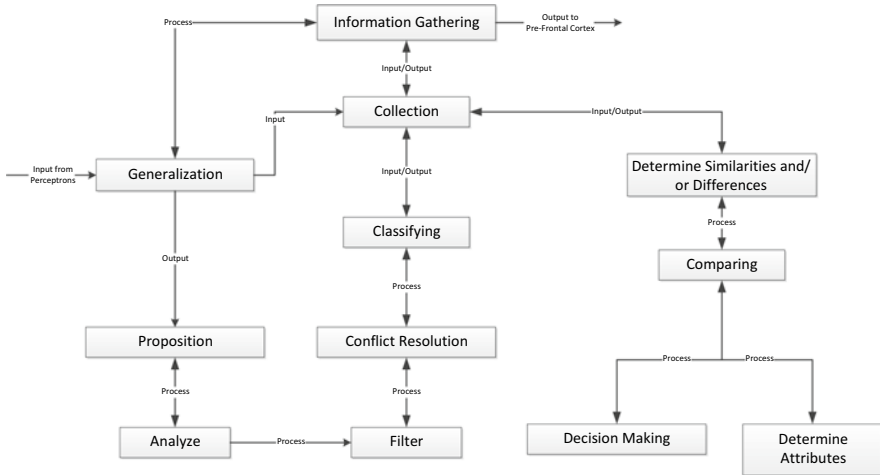 Process
Information Gathering
Output to
Pre-Frontal Cortex
Input/Output
Input
Collection
Input/Output
Input from
Perceptrons
Generalization
Input/Output
Determine Similarities and/
or Differences
Classifying
Process
Output
Comparing
Process
Proposition
Conflict Resolution
Process
Process
Process
Process
Analyze
Process
Filter
Decision Making
Determine
Attributes